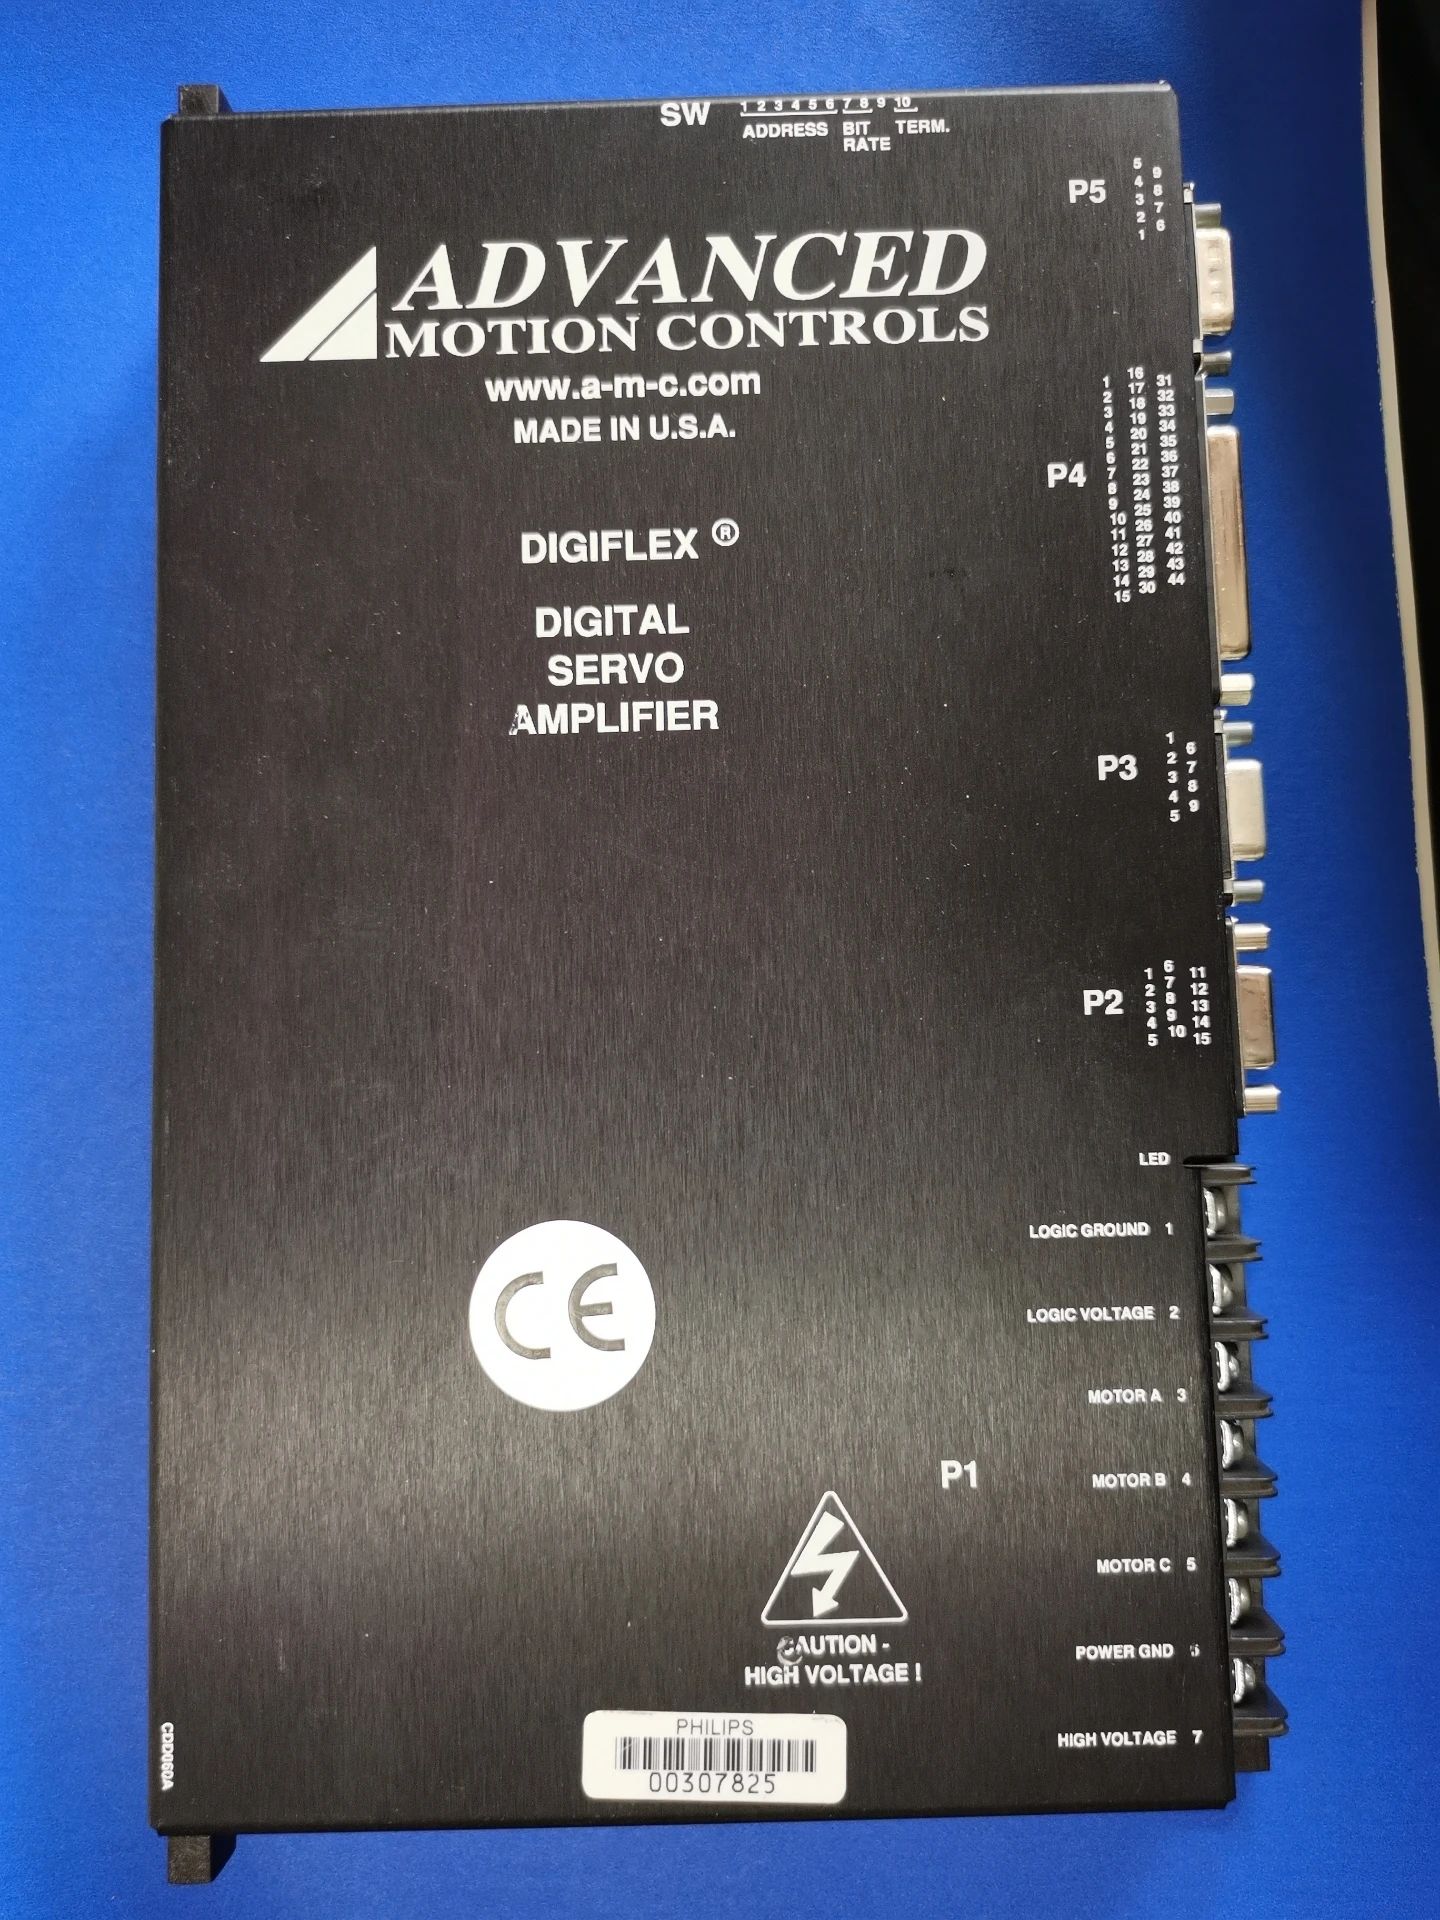 SW
1 2 3 4 5 6 7 8 9 10
ADDRESS BIT TERM.
RATE
P5
5 9
4 8
3 7
2 6
1
ADVANCED
MOTION CONTROLS
www.a-m-c.com
MADE IN U.S.A.
P4
1 16 31
2 17 32
3 18 33
4 19 34
5 20 35
6 21 36
7 22 37
8 23 38
9 24 39
10 25 40
11 26 41
12 27 42
13 28 43
14 29 44
15 30
DIGIFLEX ®
DIGITAL
SERVO
AMPLIFIER
P3
1 6
2 7
3 8
4 9
5
P2
1 6 11
2 7 12
3 8 13
4 9 14
5 10 15
LED
LOGIC GROUND 1
LOGIC VOLTAGE 2
CE
MOTOR A 3
P1
MOTOR B 4
MOTOR C 5
CAUTION -
HIGH VOLTAGE !
POWER GND 6
HIGH VOLTAGE 7
PHILIPS
00307825
CDD060A